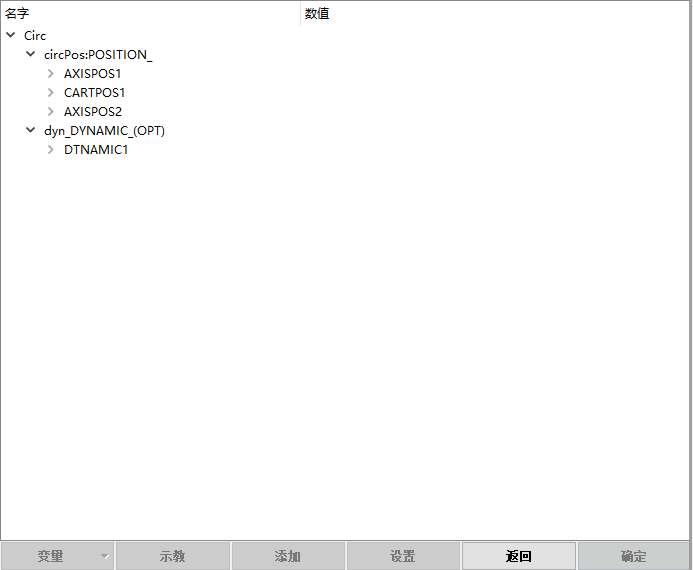 名字 数值
Circ
circPos:POSITION_
AXISPOS1
CARTPOS1
AXISPOS2
dyn_DYNAMIC_(OPT)
DTNAMIC1
变量 示教 添加 设置 返回 确定